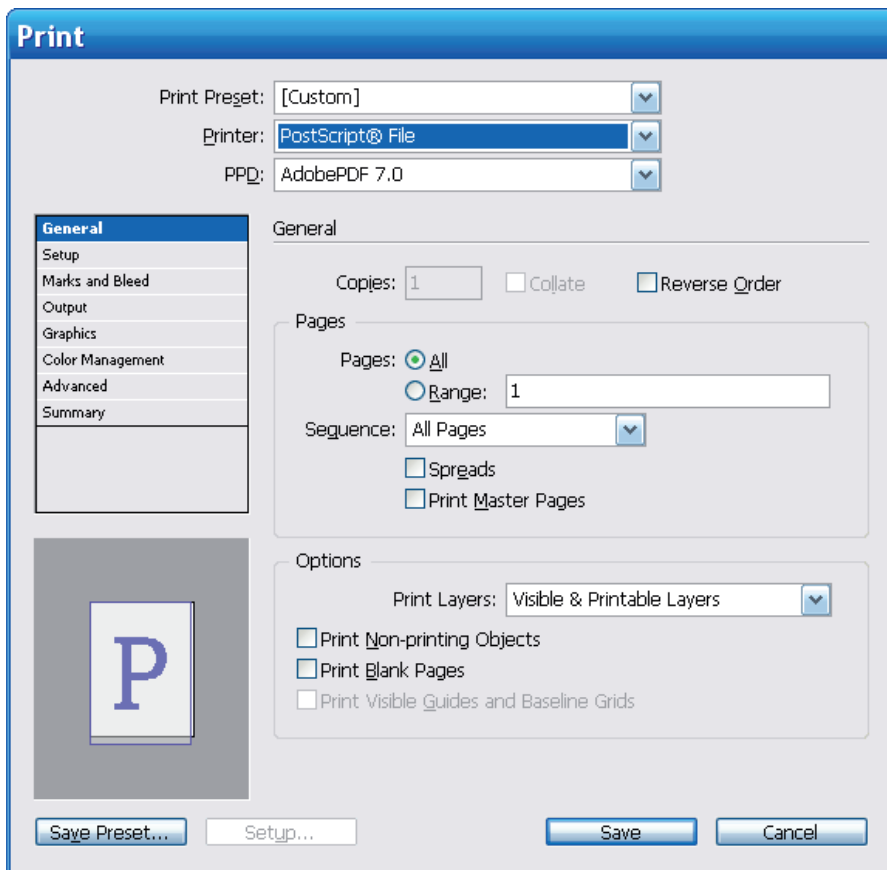 Print
Print Preset: [Custom]
Printer: PostScript® File
PPD: AdobePDF 7.0
General
Setup
Marks and Bleed
Output
Graphics
Color Management
Advanced
Summary
General
Copies: 1 Collate Reverse Order
Pages
Pages: All
Range: 1
Sequence: All Pages
Spreads
Print Master Pages
Options
Print Layers: Visible & Printable Layers
Print Non-printing Objects
Print Blank Pages
Print Visible Guides and Baseline Grids
P
Save Preset... Setup... Save Cancel